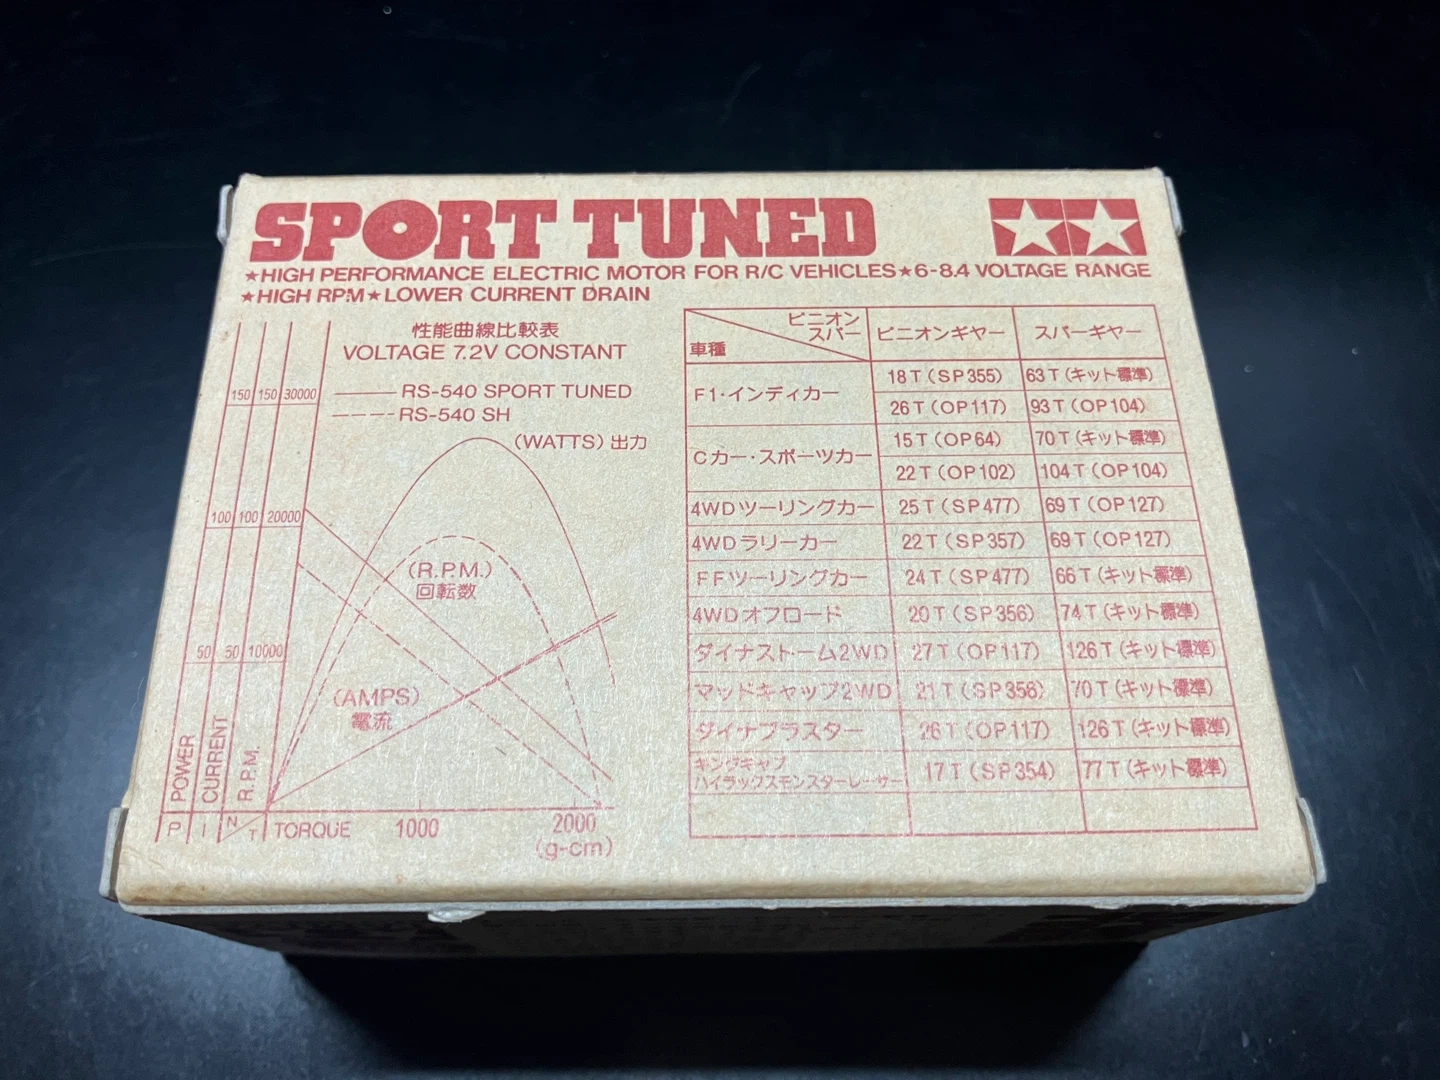 SPORT TUNED
★HIGH PERFORMANCE ELECTRIC MOTOR FOR R/C VEHICLES★6-8.4 VOLTAGE RANGE
★HIGH RPM★LOWER CURRENT DRAIN
性能曲線比較表
VOLTAGE 7.2V CONSTANT
RS-540 SPORT TUNED
RS-540 SH
(WATTS) 出力
(R.P.M.)
回転数
(AMPS)
電流
150 150 30000
100 100 20000
50 50 10000
POWER
CURRENT
R.P.M.
P I N T TORQUE 1000 2000
(g-cm)
ピニオン
スパー
車種 ピニオンギヤー スパーギヤー
F1・インディカー 18T(SP355) 63T(キット標準)
26T(OP117) 93T(OP104)
Cカー・スポーツカー 15T(OP64) 70T(キット標準)
22T(OP102) 104T(OP104)
4WDツーリングカー 25T(SP477) 69T(OP127)
4WDラリーカー 22T(SP357) 69T(OP127)
FFツーリングカー 24T(SP477) 66T(キット標準)
4WDオフロード 20T(SP356) 74T(キット標準)
ダイナストーム2WD 27T(OP117) 126T(キット標準)
マッドキャップ2WD 21T(SP356) 70T(キット標準)
ダイナブラスター 26T(OP117) 126T(キット標準)
キングキャブ
ハイラックスモンスターレーサー 17T(SP354) 77T(キット標準)